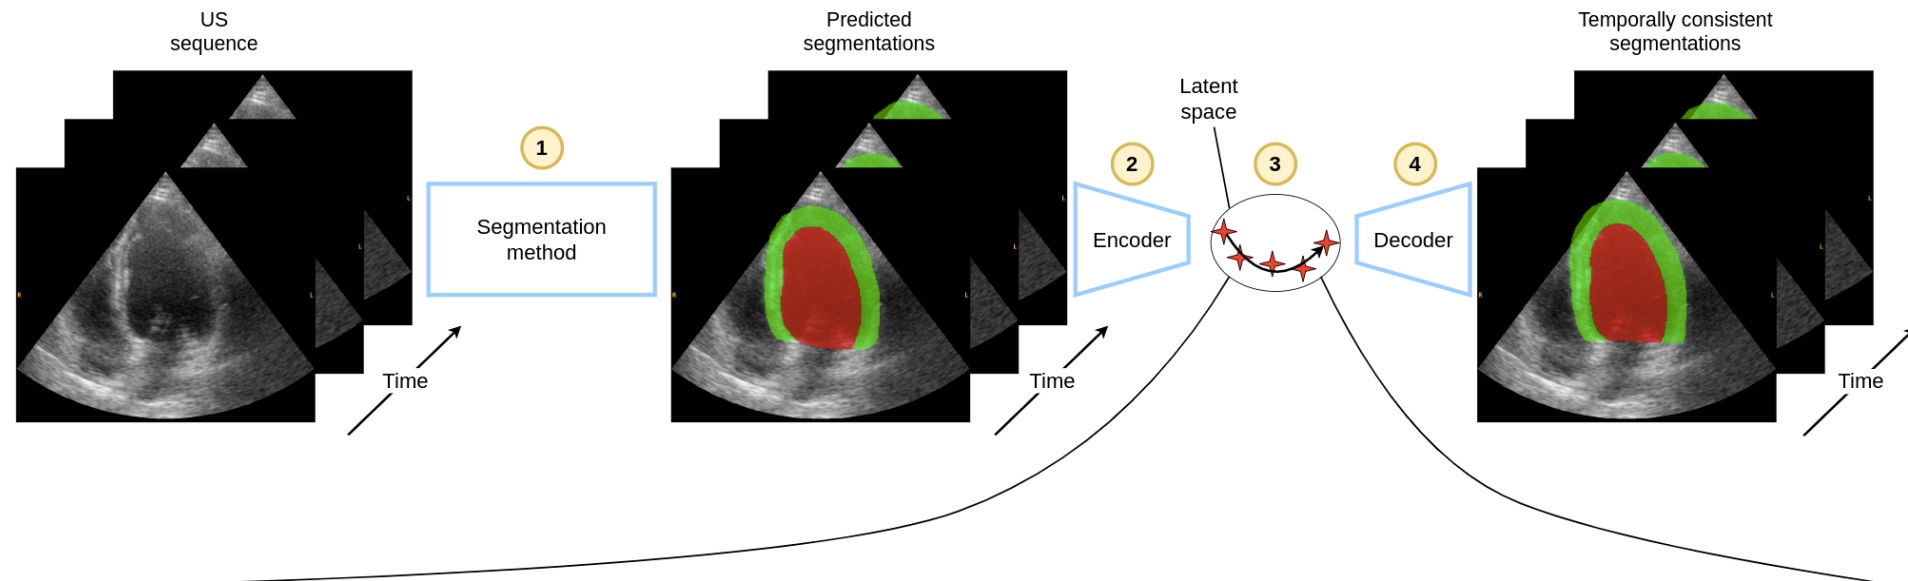 US
sequence
Predicted
segmentations
Temporally consistent
segmentations
Latent
space
1
2
3
4
Segmentation
method
Encoder
Decoder
L
L
L
R
L
L
L
R
L
L
L
R
Time
Time
Time